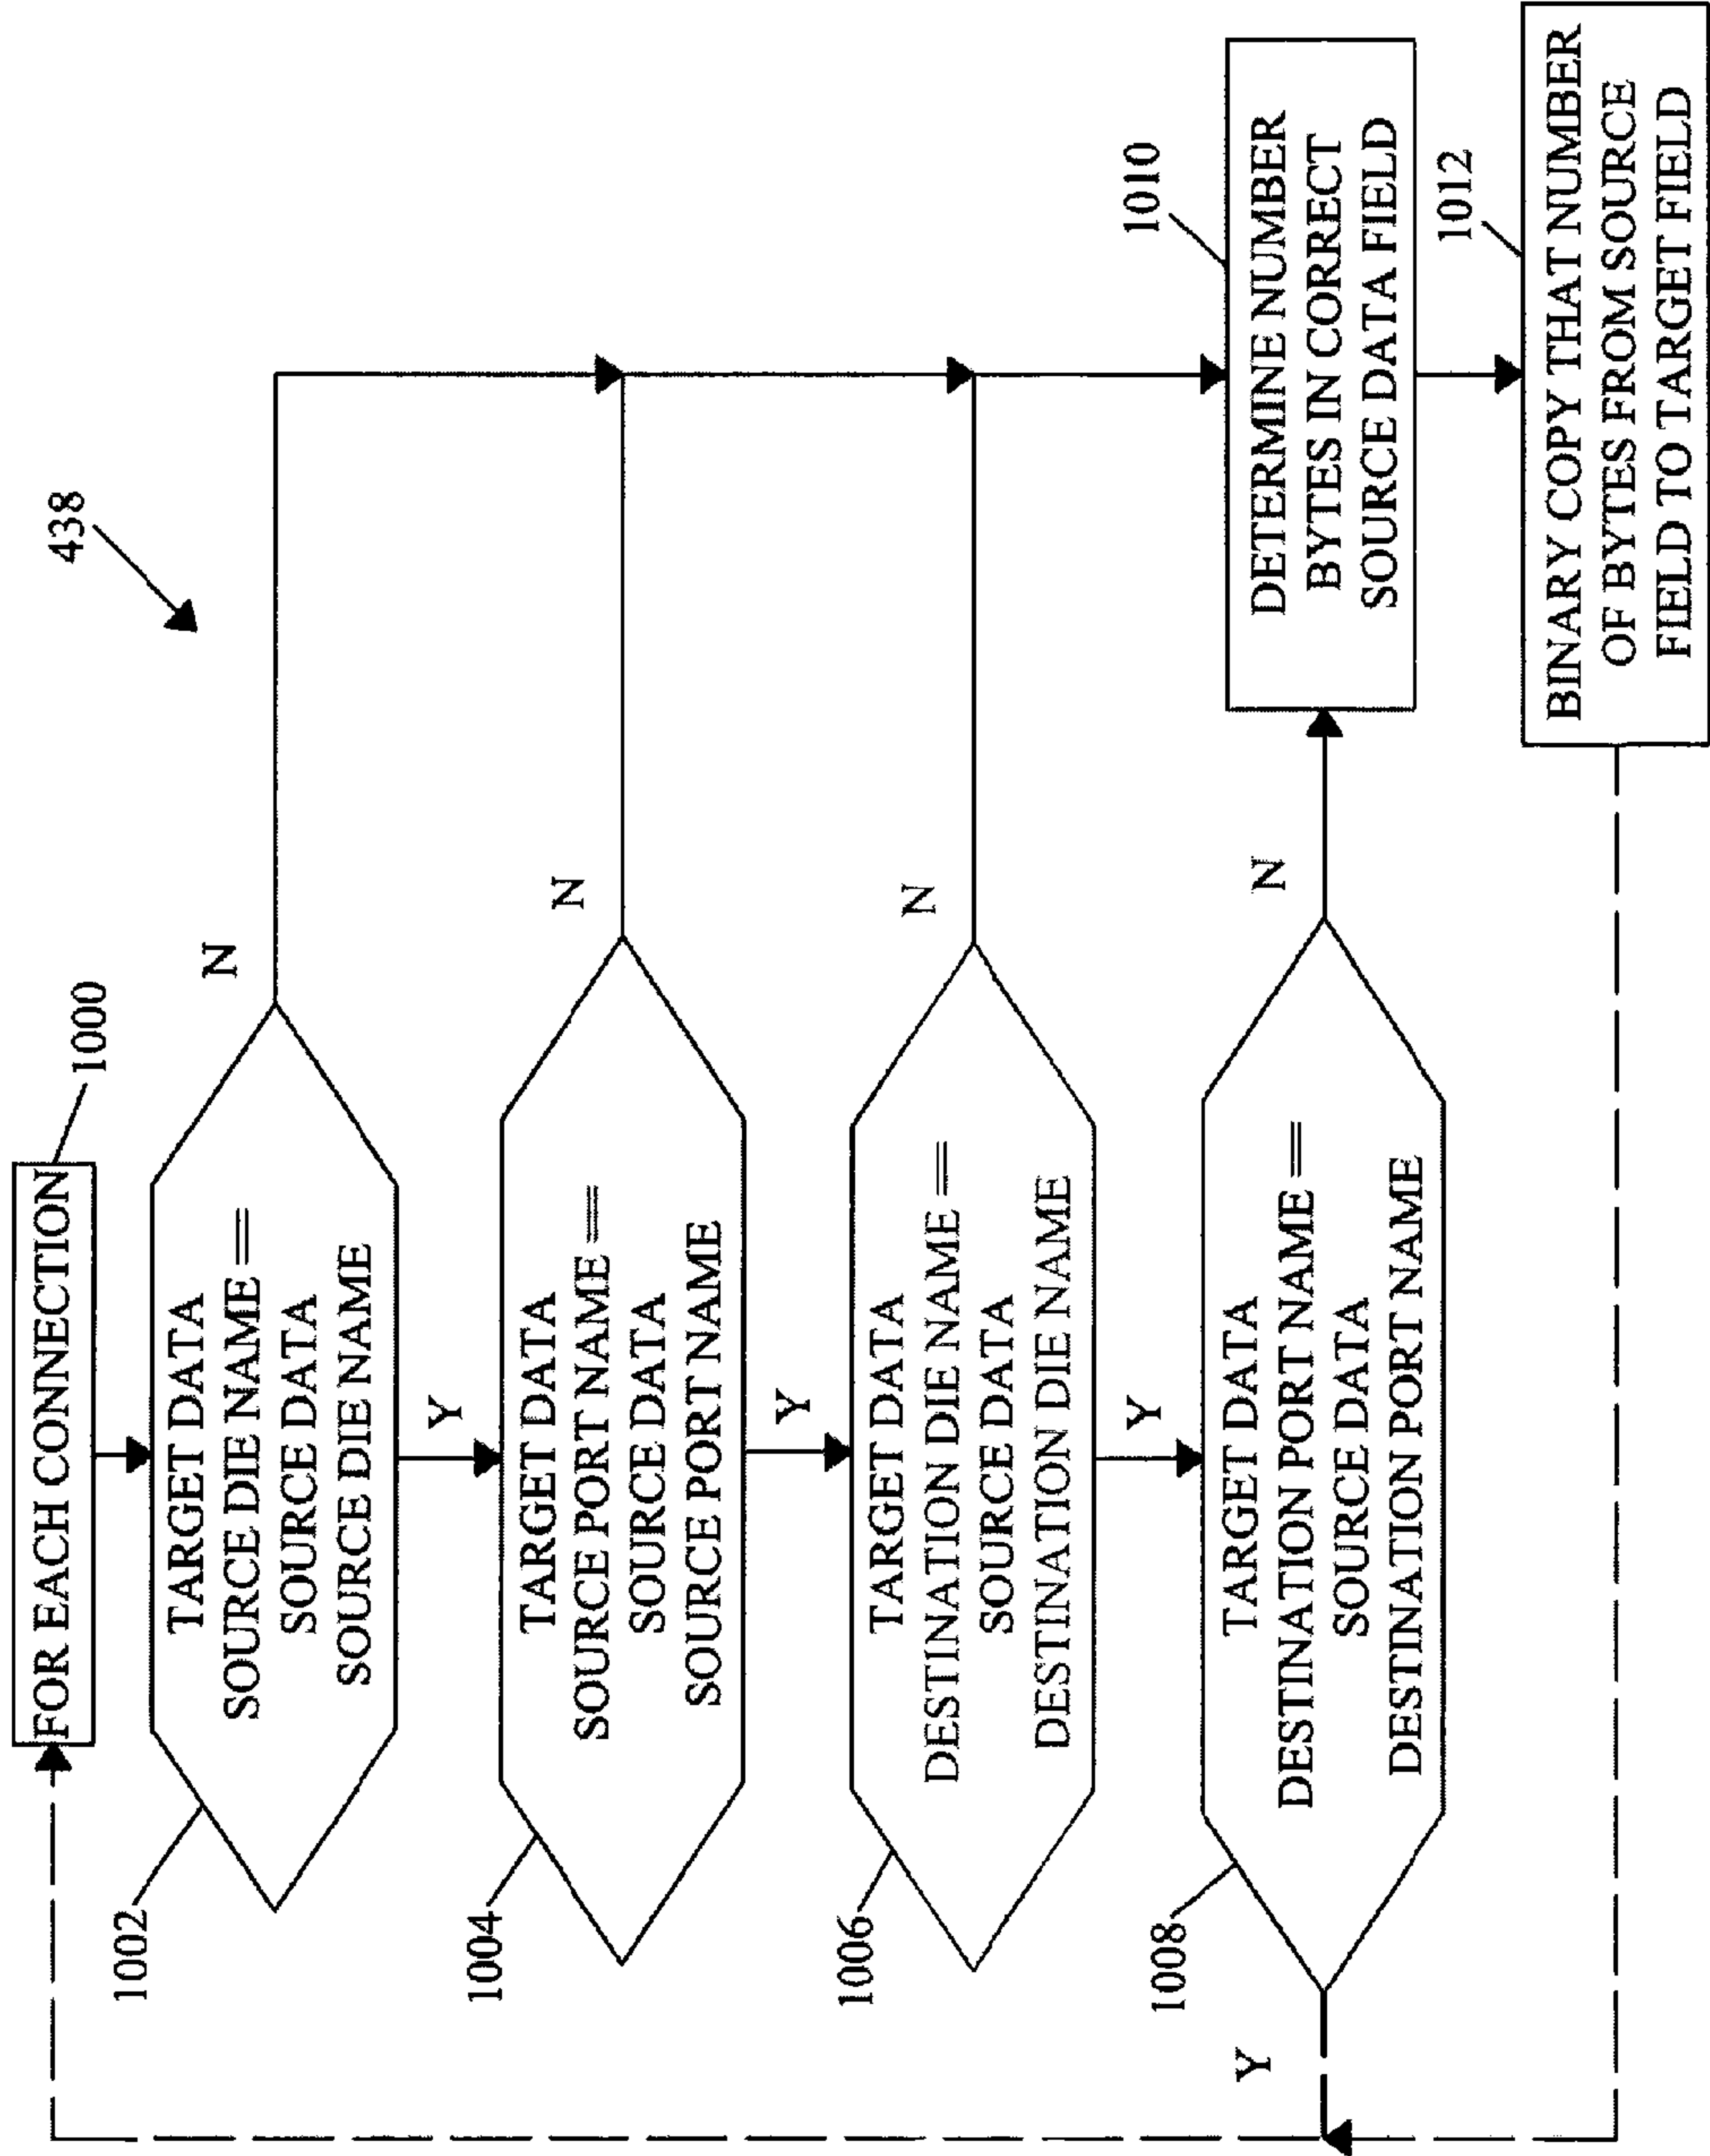 438
FOR EACH CONNECTION
1000
1002
TARGET DATA
SOURCE DIE NAME ==
SOURCE DATA
SOURCE DIE NAME
N
Y
1004
TARGET DATA
SOURCE PORT NAME ==
SOURCE DATA
SOURCE PORT NAME
N
Y
1006
TARGET DATA
DESTINATION DIE NAME ==
SOURCE DATA
DESTINATION DIE NAME
N
Y
1008
TARGET DATA
DESTINATION PORT NAME ==
SOURCE DATA
DESTINATION PORT NAME
Y
N
1010
DETERMINE NUMBER
BYTES IN CORRECT
SOURCE DATA FIELD
1012
BINARY COPY THAT NUMBER
OF BYTES FROM SOURCE
FIELD TO TARGET FIELD